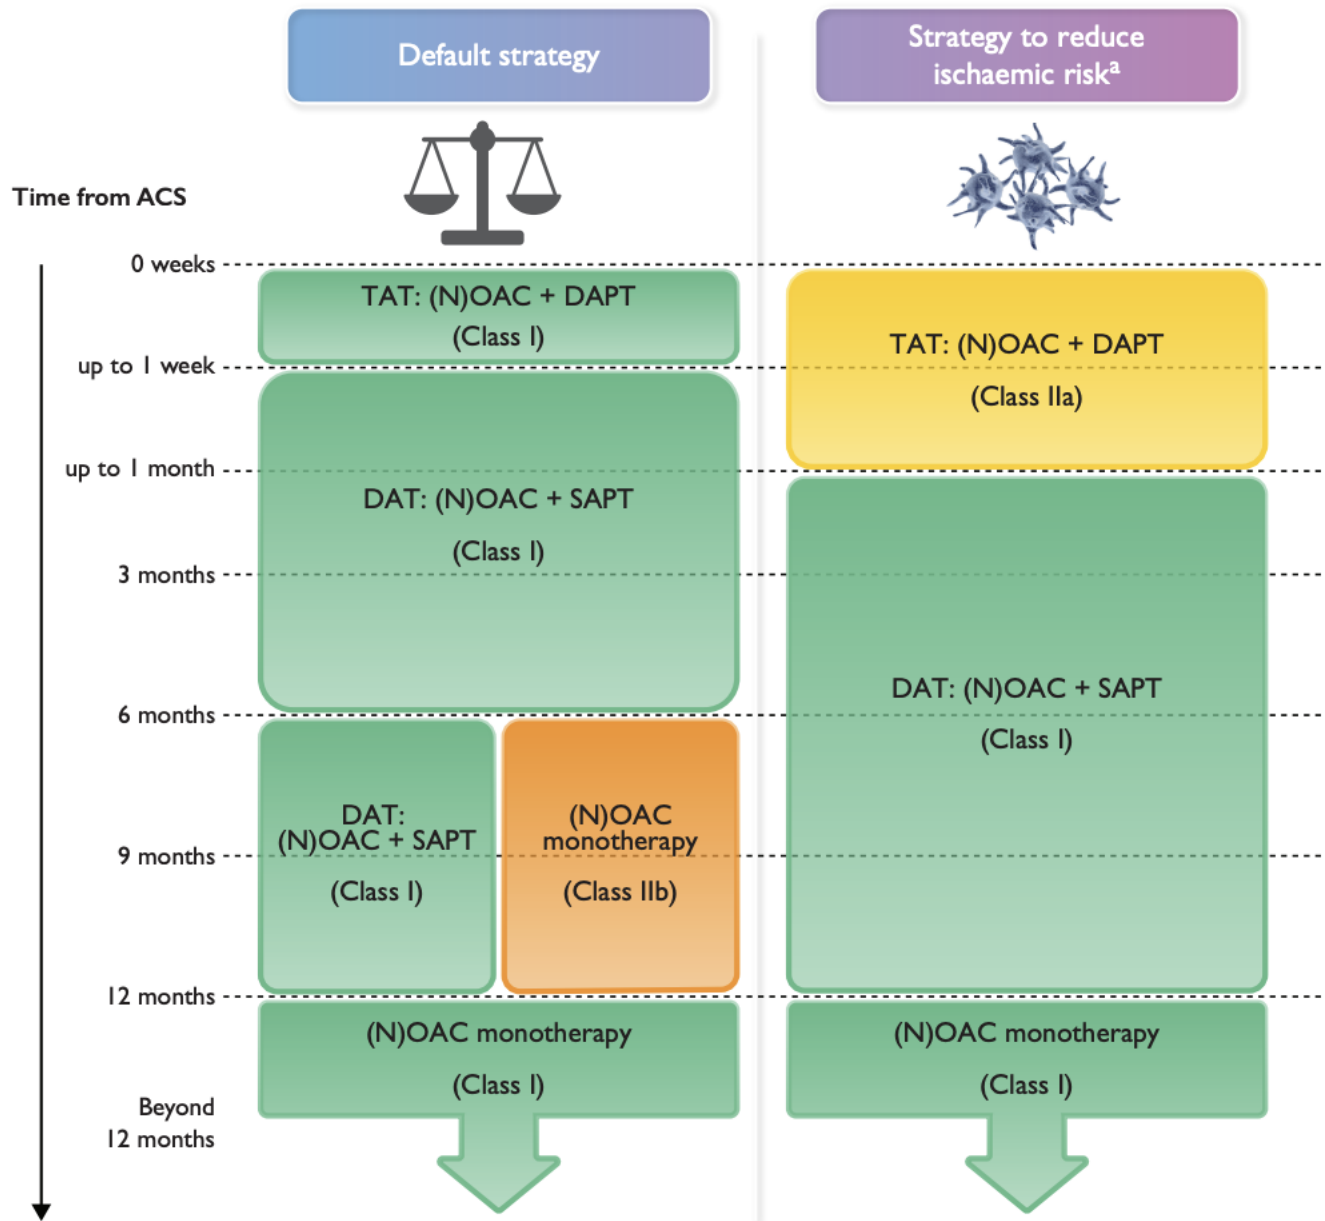 Default strategy
Strategy to reduce
ischaemic riskᵃ
Time from ACS
0 weeks
TAT: (N)OAC + DAPT
(Class I)
TAT: (N)OAC + DAPT
(Class IIa)
up to 1 week
up to 1 month
DAT: (N)OAC + SAPT
(Class I)
3 months
DAT: (N)OAC + SAPT
(Class I)
6 months
DAT:
(N)OAC + SAPT
(Class I)
(N)OAC
monotherapy
(Class IIb)
9 months
12 months
(N)OAC monotherapy
(Class I)
(N)OAC monotherapy
(Class I)
Beyond
12 months